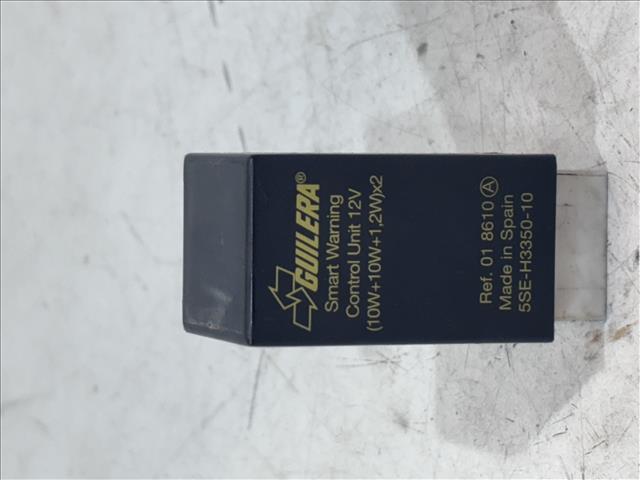 GUILERA®
Smart Warning
Control Unit 12V
(10W+10W+1,2W)x2
Ref. 01 8610 Ⓐ
Made in Spain
5SE-H3350-10